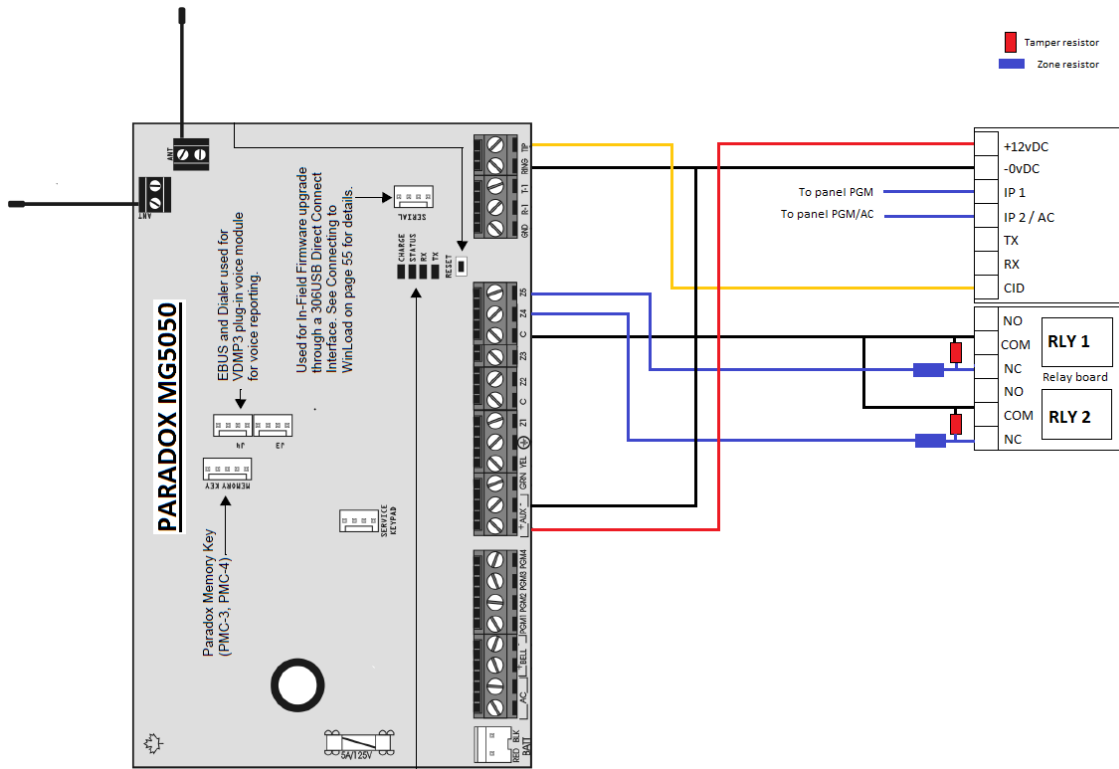 Tamper resistor
Zone resistor
ANT
ANT
PARADOX MG5050
EBUS and Dialer used for
VDMP3 plug-in voice module
for voice reporting.
Used for In-Field Firmware upgrade
through a 306USB Direct Connect
Interface. See Connecting to
WinLoad on page 55 for details.
Paradox Memory Key
(PMC-3, PMC-4)
SERIAL
CHARGE
STATUS
RX
TX
RESET
J4
J3
MEMORY KEY
SERVICE
KEYPAD
5A/125V
TIP
RING
T-1
R-1
GND
Z5
Z4
C
Z3
Z2
C
Z1
YEL
GRN
- AUX +
PGM4
PGM3
PGM2
PGM1
- BELL +
AC
RED BLK
BATT
To panel PGM
To panel PGM/AC
+12vDC
-0vDC
IP 1
IP 2 / AC
TX
RX
CID
NO
COM
NC
NO
COM
NC
RLY 1
Relay board
RLY 2